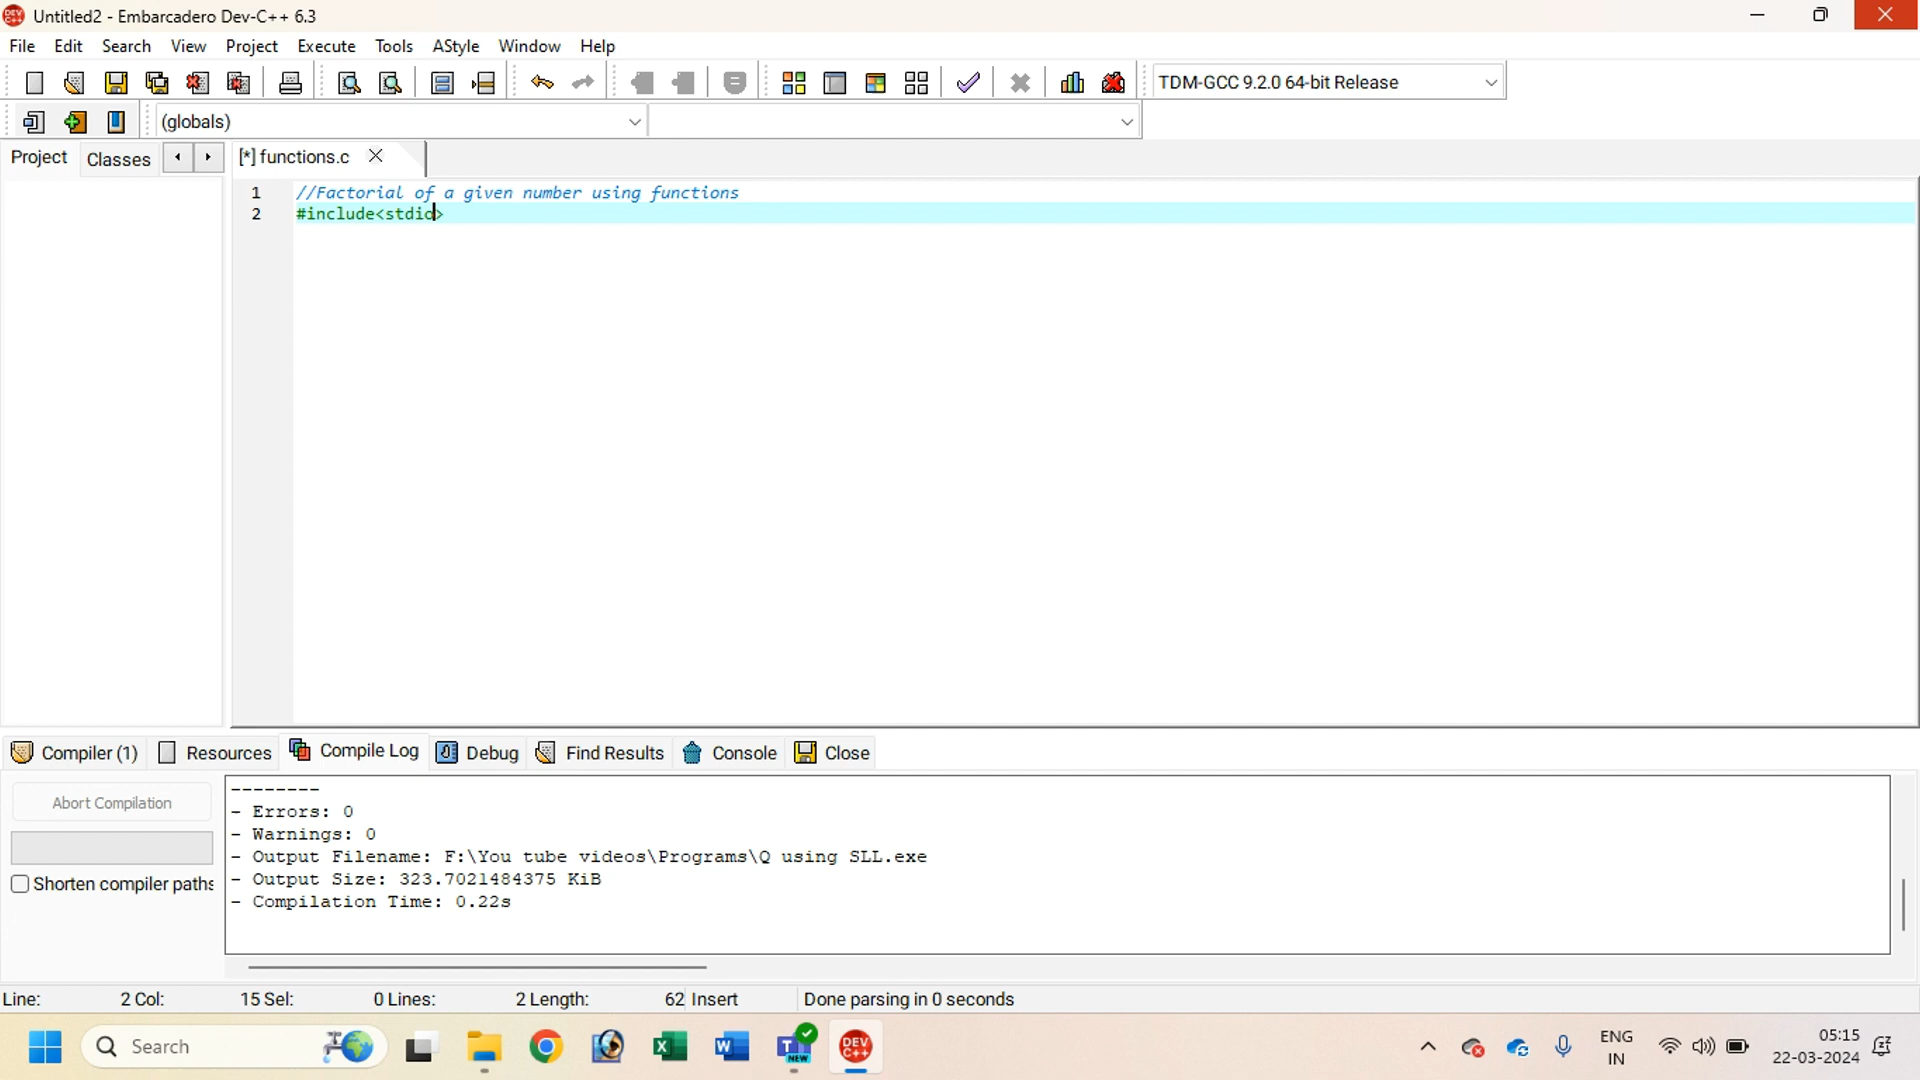 Untitled2 - Embarcadero Dev-C++ 6.3
File Edit Search View Project Execute Tools AStyle Window Help
TDM-GCC 9.2.0 64-bit Release
(globals)
Project Classes [*] functions.c
1 //Factorial of a given number using functions
2 #include<stdio>
Compiler (1) Resources Compile Log Debug Find Results Console Close
Abort Compilation
Shorten compiler paths
--------
- Errors: 0
- Warnings: 0
- Output Filename: F:\You tube videos\Programs\Q using SLL.exe
- Output Size: 323.7021484375 KiB
- Compilation Time: 0.22s
Line: 2 Col: 15 Sel: 0 Lines: 2 Length: 62 Insert Done parsing in 0 seconds
Search
NEW
DEV C++
ENG
IN
05:15
22-03-2024